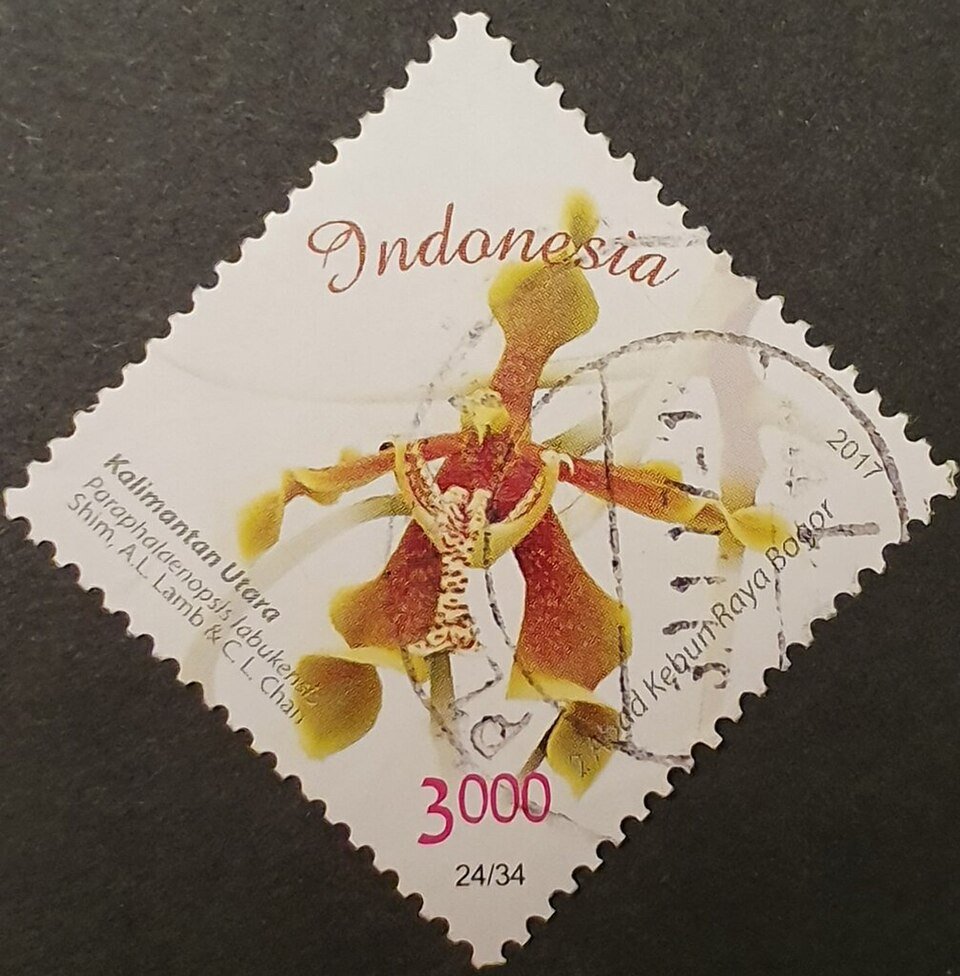 Indonesia
2017
Kalimantan Utara
Paraphalaenopsis labukensis
Shim, A.L. Lamb & C.L. Chan
2 Abad Kebun Raya Bogor
3000
24/34